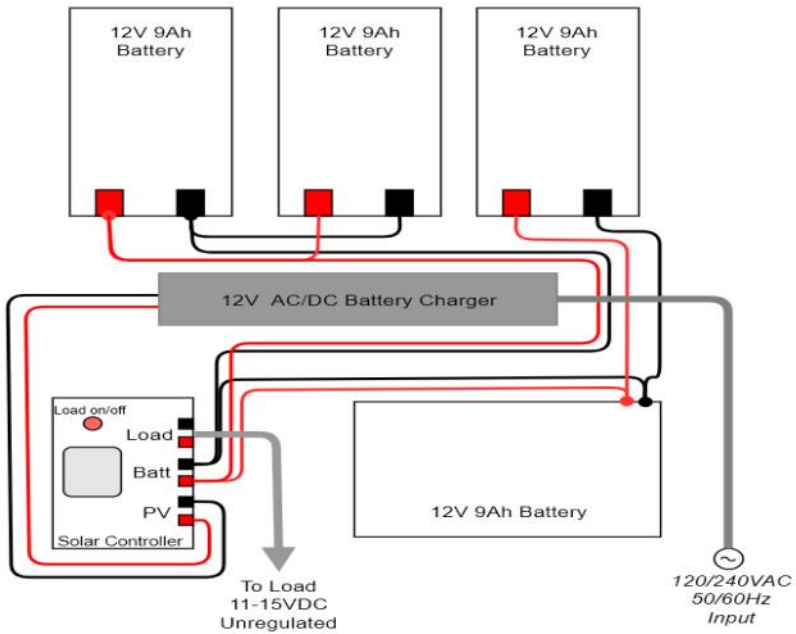 12V 9Ah
Battery
12V 9Ah
Battery
12V 9Ah
Battery
12V AC/DC Battery Charger
Load on/off
Load
Batt
PV
Solar Controller
12V 9Ah Battery
To Load
11-15VDC
Unregulated
120/240VAC
50/60Hz
Input